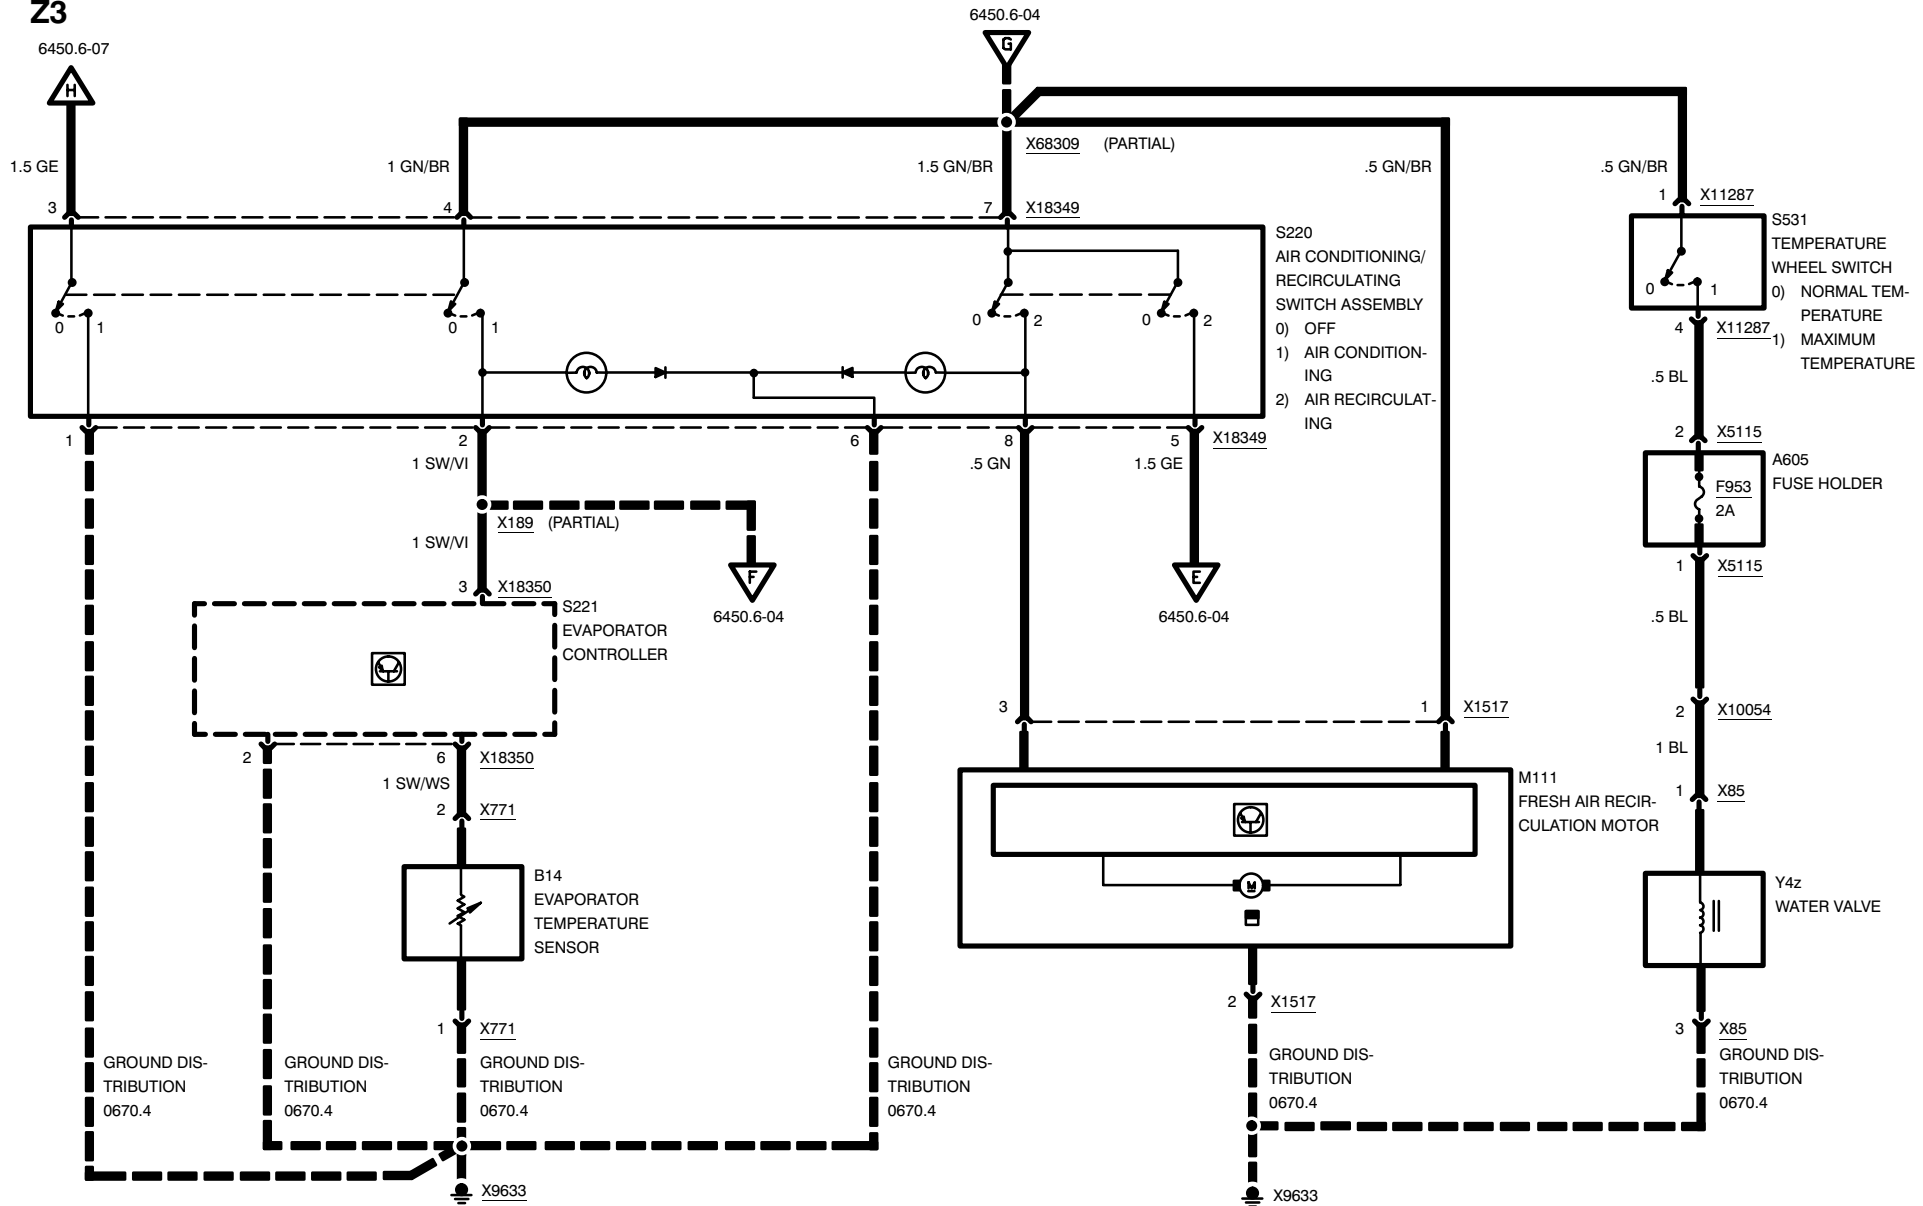 Z3
6450.6-07
H
6450.6-04
G
X68309 (PARTIAL)
1.5 GE
1 GN/BR
1.5 GN/BR
.5 GN/BR
.5 GN/BR
3
4
7
X18349
1
X11287
S220
AIR CONDITIONING/
RECIRCULATING
SWITCH ASSEMBLY
0) OFF
1) AIR CONDITION-
ING
2) AIR RECIRCULAT-
ING
S531
TEMPERATURE
WHEEL SWITCH
0) NORMAL TEM-
PERATURE
1) MAXIMUM
TEMPERATURE
0
1
0
1
0
2
0
2
0
1
4
X11287
.5 BL
1
2
6
8
5
X18349
2
X5115
1 SW/VI
.5 GN
1.5 GE
A605
FUSE HOLDER
F953
2A
X189 (PARTIAL)
1 SW/VI
1
X5115
3
X18350
F
6450.6-04
E
6450.6-04
.5 BL
S221
EVAPORATOR
CONTROLLER
3
1
X1517
2
X10054
2
6
X18350
1 BL
1 SW/WS
2
X771
1
X85
M111
FRESH AIR RECIR-
CULATION MOTOR
M
B14
EVAPORATOR
TEMPERATURE
SENSOR
Y4z
WATER VALVE
1
X771
2
X1517
3
X85
GROUND DIS-
TRIBUTION
0670.4
GROUND DIS-
TRIBUTION
0670.4
GROUND DIS-
TRIBUTION
0670.4
GROUND DIS-
TRIBUTION
0670.4
GROUND DIS-
TRIBUTION
0670.4
GROUND DIS-
TRIBUTION
0670.4
X9633
X9633